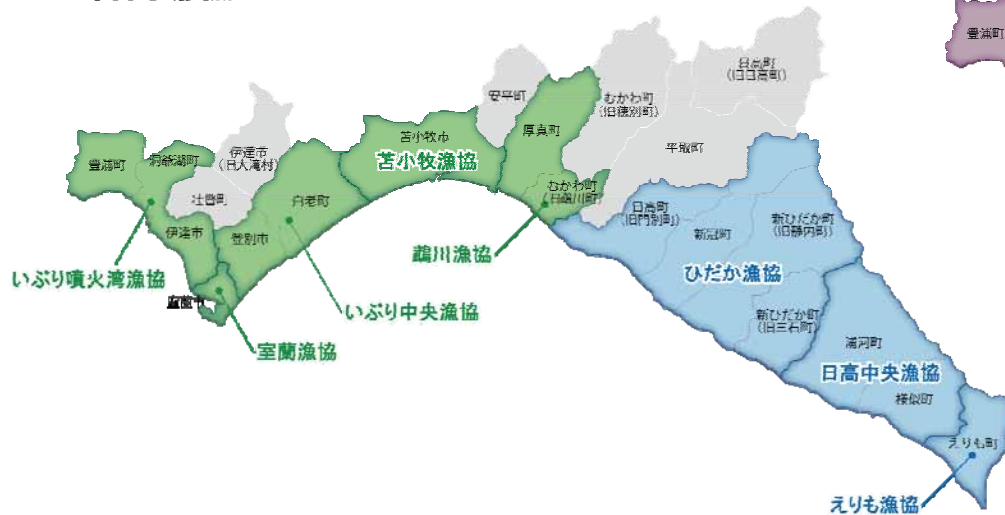 豊浦町
日高町
(旧日高町)
安平町
むかわ町
(旧穂別町)
厚真町
苫小牧市
苫小牧漁協
平取町
伊達市
(旧大滝村)
洞爺湖町
豊浦町
壮瞥町
白老町
むかわ町
(旧鵡川町)
日高町
(旧門別町)
新冠町
新ひだか町
(旧静内町)
伊達市
登別市
鵡川漁協
ひだか漁協
いぶり噴火湾漁協
室蘭市
いぶり中央漁協
新ひだか町
(旧三石町)
室蘭漁協
浦河町
日高中央漁協
様似町
えりも町
えりも漁協